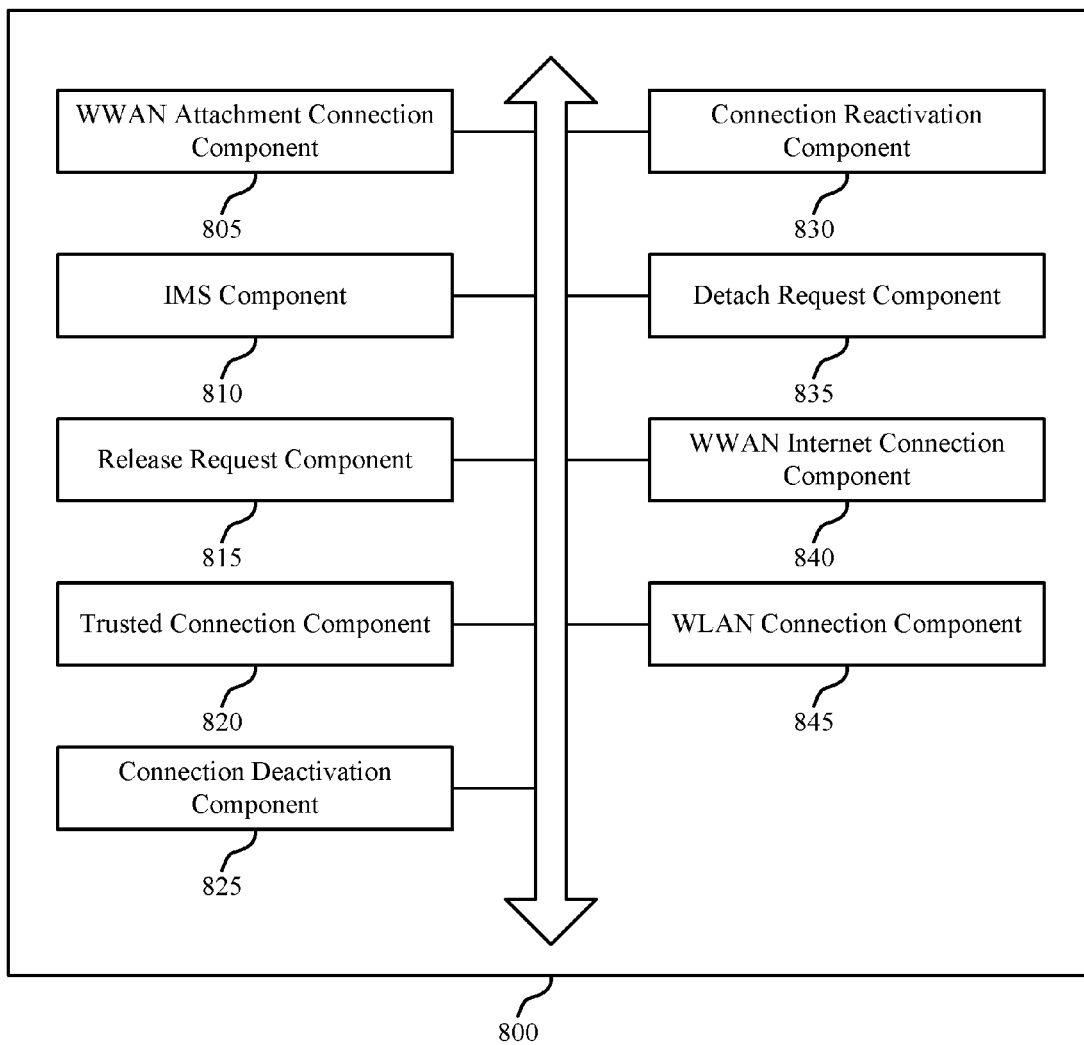 WWAN Attachment Connection
Component
805
IMS Component
810
Release Request Component
815
Trusted Connection Component
820
Connection Deactivation
Component
825
Connection Reactivation
Component
830
Detach Request Component
835
WWAN Internet Connection
Component
840
WLAN Connection Component
845
800